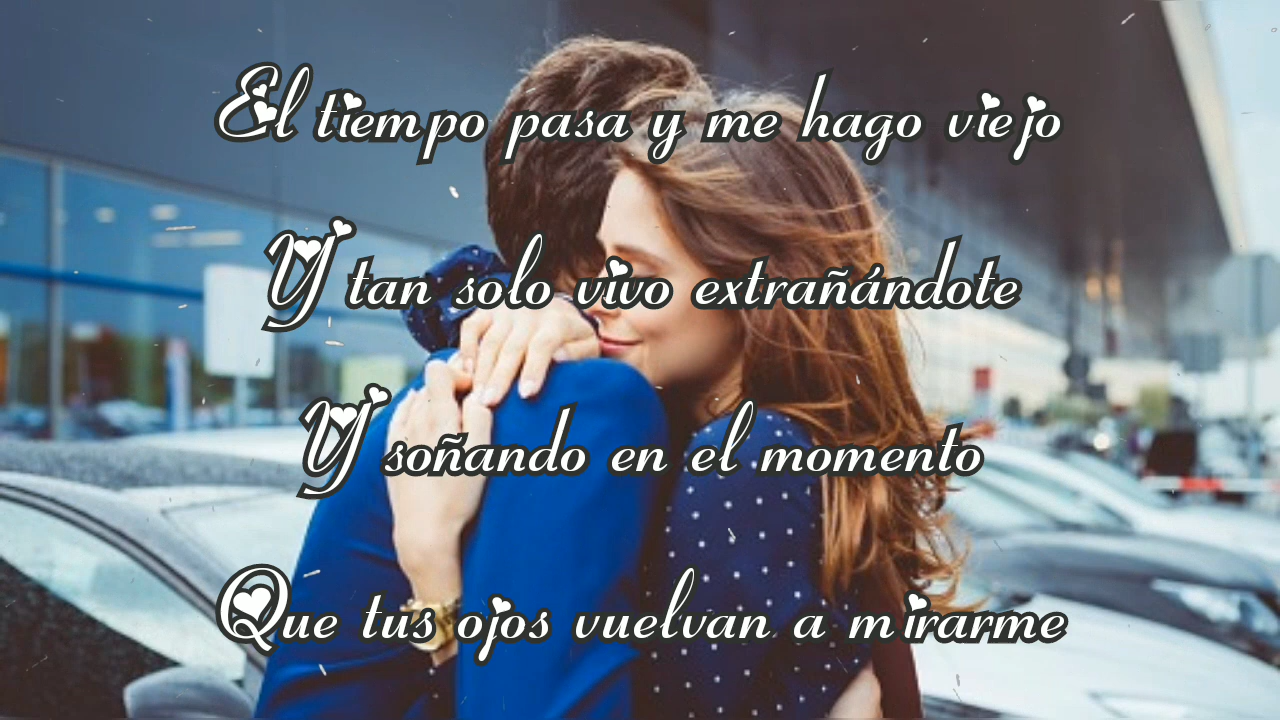 El tiempo pasa y me hago viejo
Y tan solo vivo extrañándote
Y soñando en el momento
Que tus ojos vuelvan a mirarme